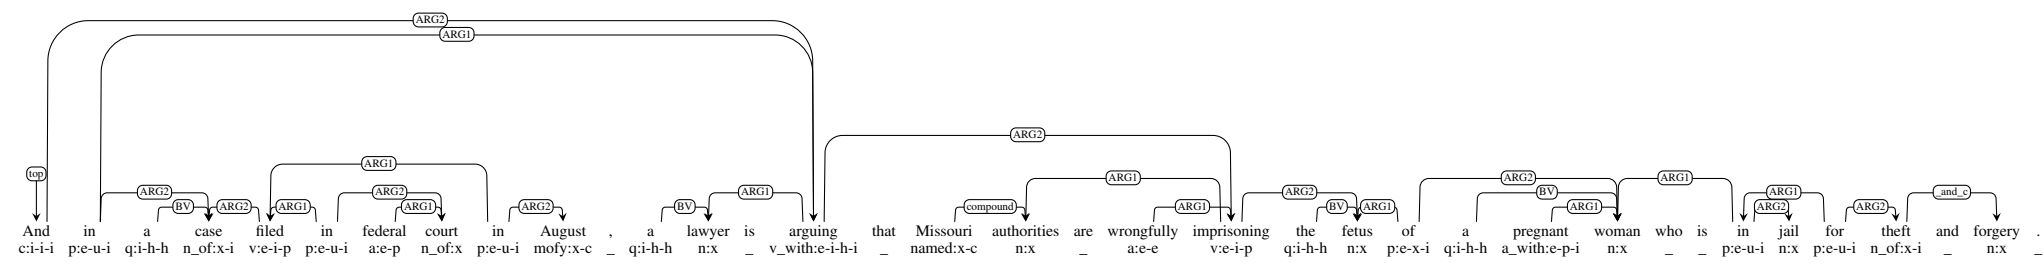 ARG2
ARG1
ARG2
ARG1
top
ARG1 ARG1 ARG2 ARG1
ARG2 ARG2 ARG1 ARG2 BV ARG1 _and_c
BV ARG2 ARG1 ARG1 ARG2 BV compound ARG1 BV ARG1 ARG1 ARG2 ARG2
And in a case filed in federal court in August , a lawyer is arguing that Missouri authorities are wrongfully imprisoning the fetus of a pregnant woman who is in jail for theft and forgery .
c:i-i-i p:e-u-i q:i-h-h n_of:x-i v:e-i-p p:e-u-i a:e-p n_of:x p:e-u-i mofy:x-c _ q:i-h-h n:x _ v_with:e-i-h-i _ named:x-c n:x _ a:e-e v:e-i-p q:i-h-h n:x p:e-x-i q:i-h-h a_with:e-p-i n:x _ _ p:e-u-i n:x p:e-u-i n_of:x-i _ n:x _